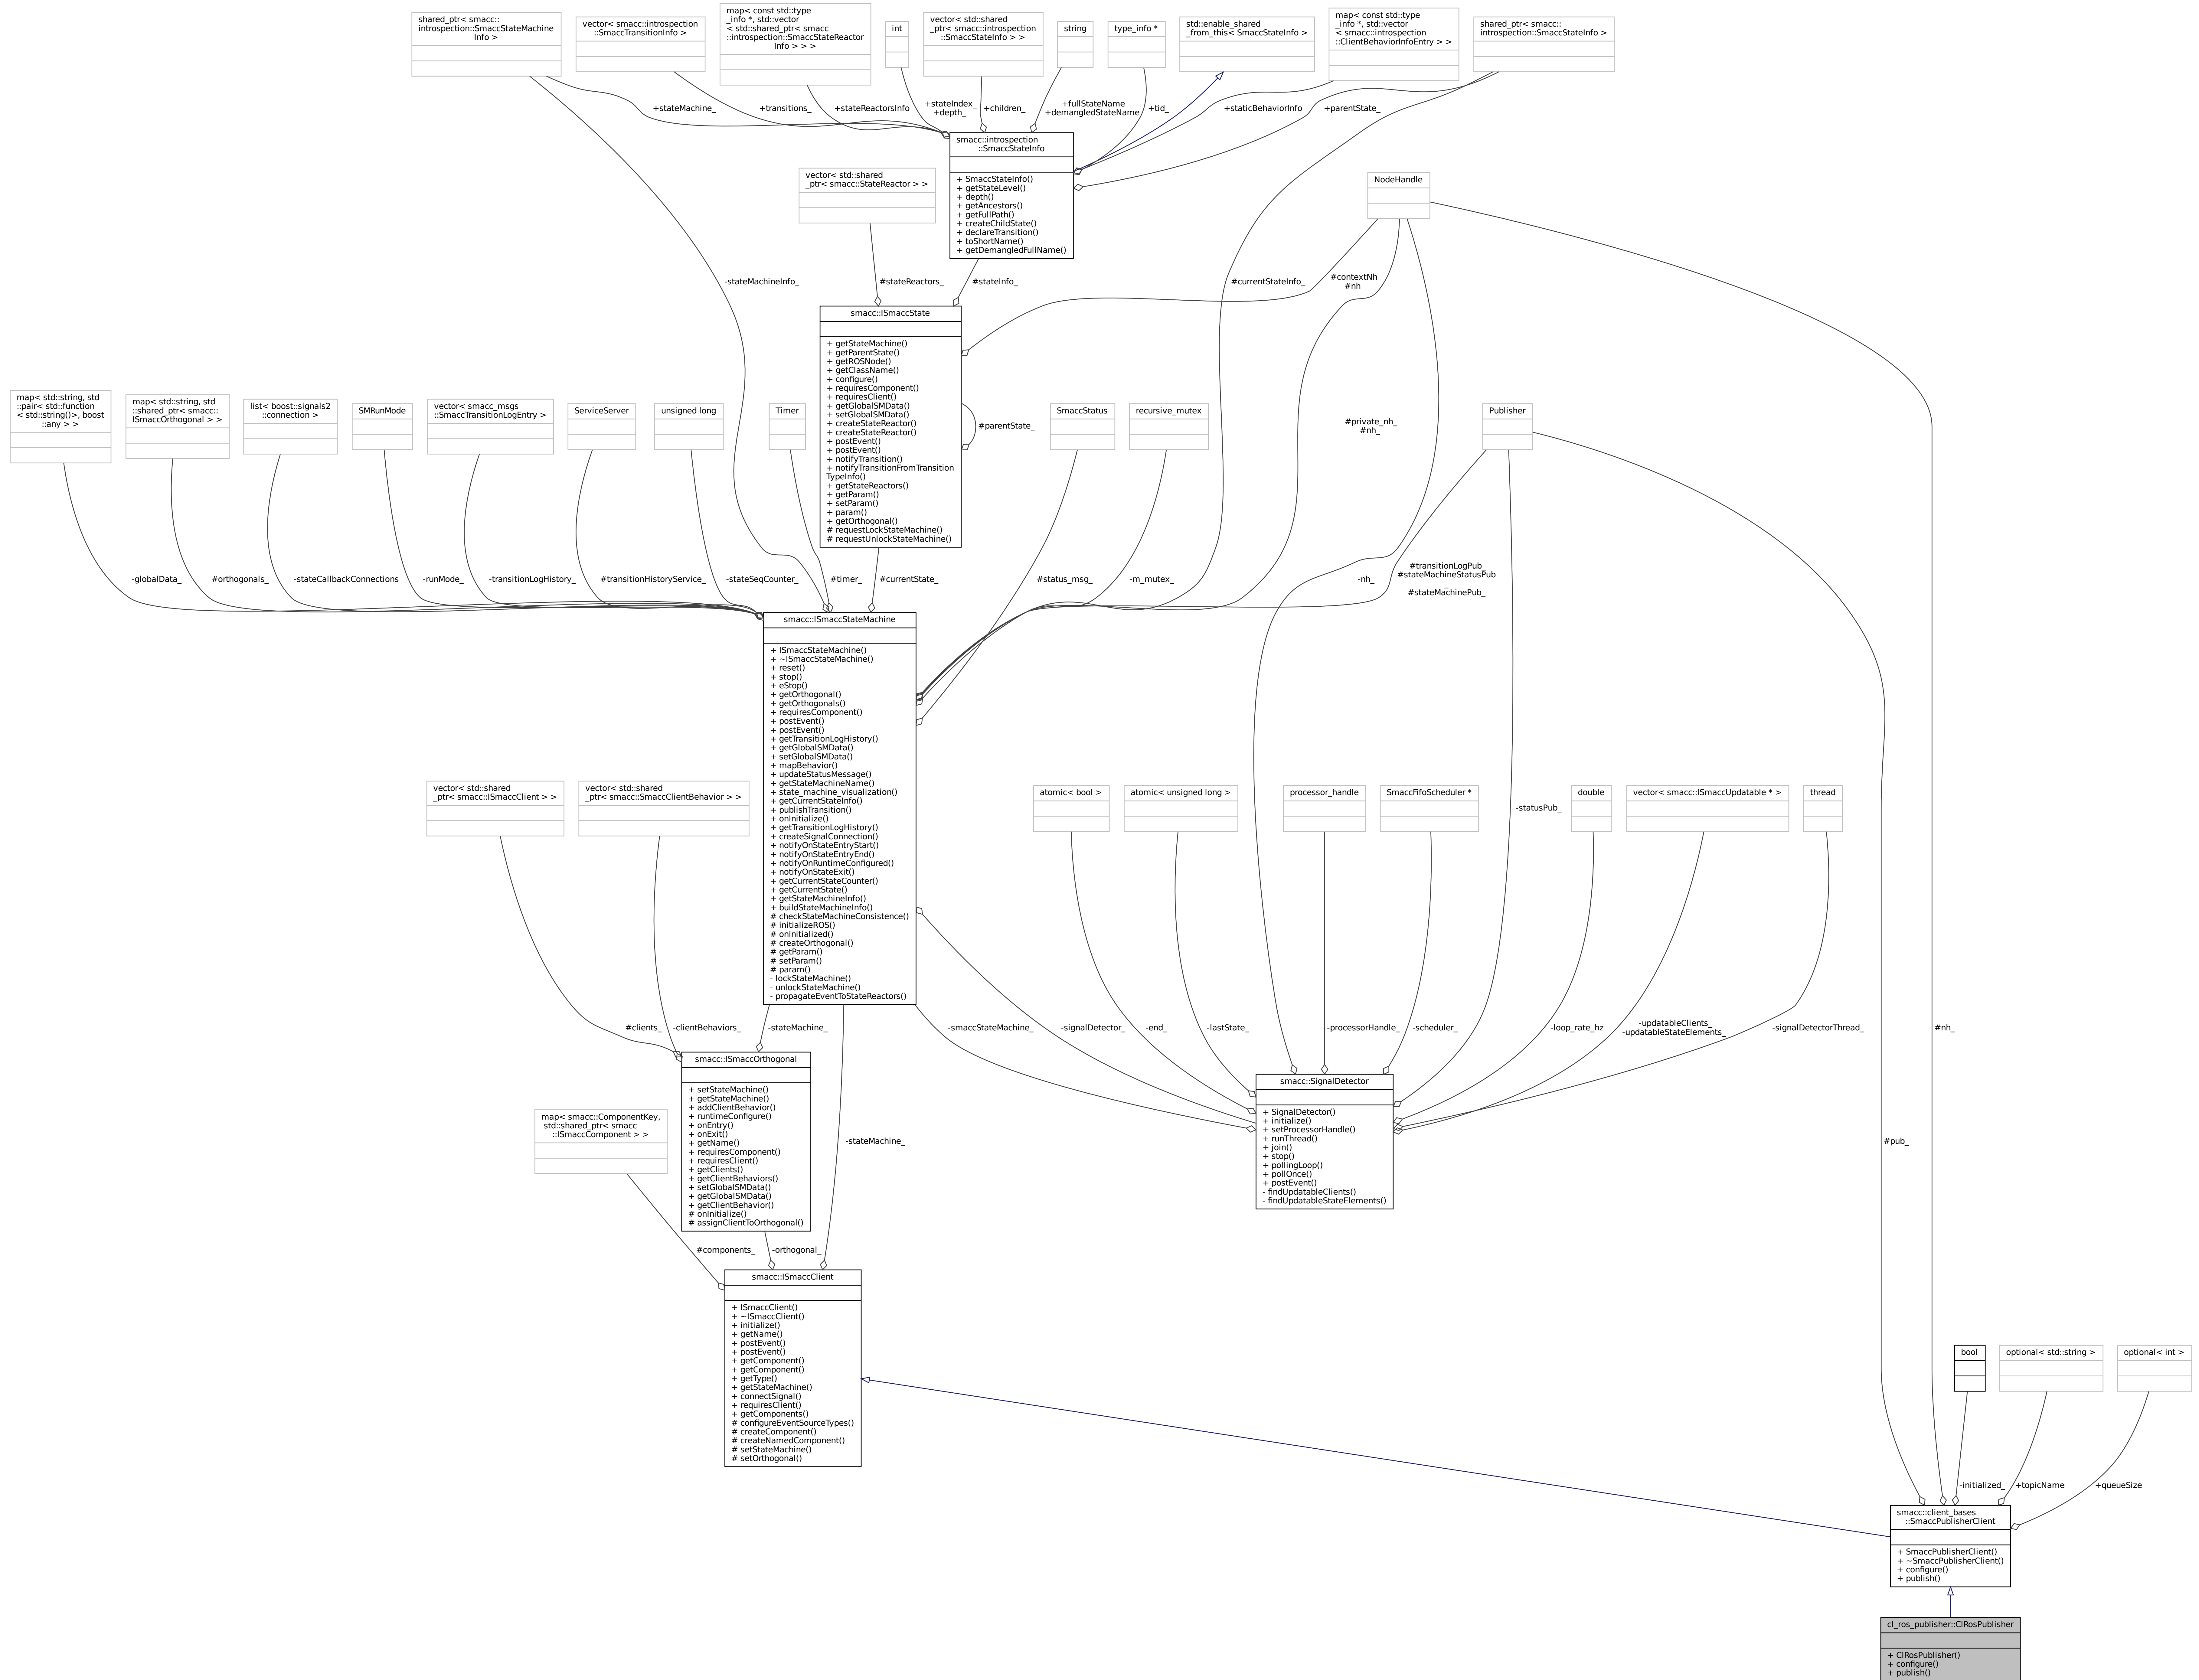 shared_ptr< smacc::
introspection::SmaccStateMachine
Info >
vector< smacc::introspection
::SmaccTransitionInfo >
map< const std::type
_info *, std::vector
< std::shared_ptr< smacc
::introspection::SmaccStateReactor
Info > > >
int
vector< std::shared
_ptr< smacc::introspection
::SmaccStateInfo > >
string
type_info *
std::enable_shared
_from_this< SmaccStateInfo >
map< const std::type
_info *, std::vector
< smacc::introspection
::ClientBehaviorInfoEntry > >
shared_ptr< smacc::
introspection::SmaccStateInfo >
+stateMachine_
+transitions_
+stateReactorsInfo
+stateIndex_
+depth_
+children_
+fullStateName
+demangledStateName
+tid_
+staticBehaviorInfo
+parentState_
smacc::introspection
::SmaccStateInfo
+ SmaccStateInfo()
+ getStateLevel()
+ depth()
+ getAncestors()
+ getFullPath()
+ createChildState()
+ declareTransition()
+ toShortName()
+ getDemangledFullName()
vector< std::shared
_ptr< smacc::StateReactor > >
NodeHandle
-stateMachineInfo_
#stateReactors_
#stateInfo_
#currentStateInfo_
#contextNh
#nh
smacc::ISmaccState
+ getStateMachine()
+ getParentState()
+ getROSNode()
+ getClassName()
+ configure()
+ requiresComponent()
+ requiresClient()
+ getGlobalSMData()
+ setGlobalSMData()
+ createStateReactor()
+ createStateReactor()
+ postEvent()
+ postEvent()
+ notifyTransition()
+ notifyTransitionFromTransition
TypeInfo()
+ getStateReactors()
+ getParam()
+ setParam()
+ param()
+ getOrthogonal()
# requestLockStateMachine()
# requestUnlockStateMachine()
#parentState_
map< std::string, std
::pair< std::function
< std::string()>, boost
::any > >
map< std::string, std
::shared_ptr< smacc::
ISmaccOrthogonal > >
list< boost::signals2
::connection >
SMRunMode
vector< smacc_msgs
::SmaccTransitionLogEntry >
ServiceServer
unsigned long
Timer
SmaccStatus
recursive_mutex
Publisher
#private_nh_
#nh_
-globalData_
#orthogonals_
-stateCallbackConnections
-runMode_
-transitionLogHistory_
#transitionHistoryService_
-stateSeqCounter_
#timer_
#currentState_
#status_msg_
-m_mutex_
-nh_
#transitionLogPub_
#stateMachineStatusPub
_
#stateMachinePub_
smacc::ISmaccStateMachine
+ ISmaccStateMachine()
+ ~ISmaccStateMachine()
+ reset()
+ stop()
+ eStop()
+ getOrthogonal()
+ getOrthogonals()
+ requiresComponent()
+ postEvent()
+ postEvent()
+ getTransitionLogHistory()
+ getGlobalSMData()
+ setGlobalSMData()
+ mapBehavior()
+ updateStatusMessage()
+ getStateMachineName()
+ state_machine_visualization()
+ getCurrentStateInfo()
+ publishTransition()
+ onInitialize()
+ getTransitionLogHistory()
+ createSignalConnection()
+ notifyOnStateEntryStart()
+ notifyOnStateEntryEnd()
+ notifyOnRuntimeConfigured()
+ notifyOnStateExit()
+ getCurrentStateCounter()
+ getCurrentState()
+ getStateMachineInfo()
+ buildStateMachineInfo()
# checkStateMachineConsistence()
# initializeROS()
# onInitialized()
# createOrthogonal()
# getParam()
# setParam()
# param()
- lockStateMachine()
- unlockStateMachine()
- propagateEventToStateReactors()
vector< std::shared
_ptr< smacc::ISmaccClient > >
vector< std::shared
_ptr< smacc::SmaccClientBehavior > >
atomic< bool >
atomic< unsigned long >
processor_handle
SmaccFifoScheduler *
double
vector< smacc::ISmaccUpdatable * >
thread
-statusPub_
#clients_
-clientBehaviors_
-stateMachine_
-smaccStateMachine_
-signalDetector_
-end_
-lastState_
-processorHandle_
-scheduler_
-loop_rate_hz
-updatableClients_
-updatableStateElements_
-signalDetectorThread_
#nh_
smacc::ISmaccOrthogonal
+ setStateMachine()
+ getStateMachine()
+ addClientBehavior()
+ runtimeConfigure()
+ onEntry()
+ onExit()
+ getName()
+ requiresComponent()
+ requiresClient()
+ getClients()
+ getClientBehaviors()
+ setGlobalSMData()
+ getGlobalSMData()
+ getClientBehavior()
# onInitialize()
# assignClientToOrthogonal()
smacc::SignalDetector
+ SignalDetector()
+ initialize()
+ setProcessorHandle()
+ runThread()
+ join()
+ stop()
+ pollingLoop()
+ pollOnce()
+ postEvent()
- findUpdatableClients()
- findUpdatableStateElements()
map< smacc::ComponentKey,
std::shared_ptr< smacc
::ISmaccComponent > >
-stateMachine_
#pub_
#components_
-orthogonal_
smacc::ISmaccClient
+ ISmaccClient()
+ ~ISmaccClient()
+ initialize()
+ getName()
+ postEvent()
+ postEvent()
+ getComponent()
+ getComponent()
+ getType()
+ getStateMachine()
+ connectSignal()
+ requiresClient()
+ getComponents()
# configureEventSourceTypes()
# createComponent()
# createNamedComponent()
# setStateMachine()
# setOrthogonal()
bool
optional< std::string >
optional< int >
-initialized_
+topicName
+queueSize
smacc::client_bases
::SmaccPublisherClient
+ SmaccPublisherClient()
+ ~SmaccPublisherClient()
+ configure()
+ publish()
cl_ros_publisher::ClRosPublisher
+ ClRosPublisher()
+ configure()
+ publish()